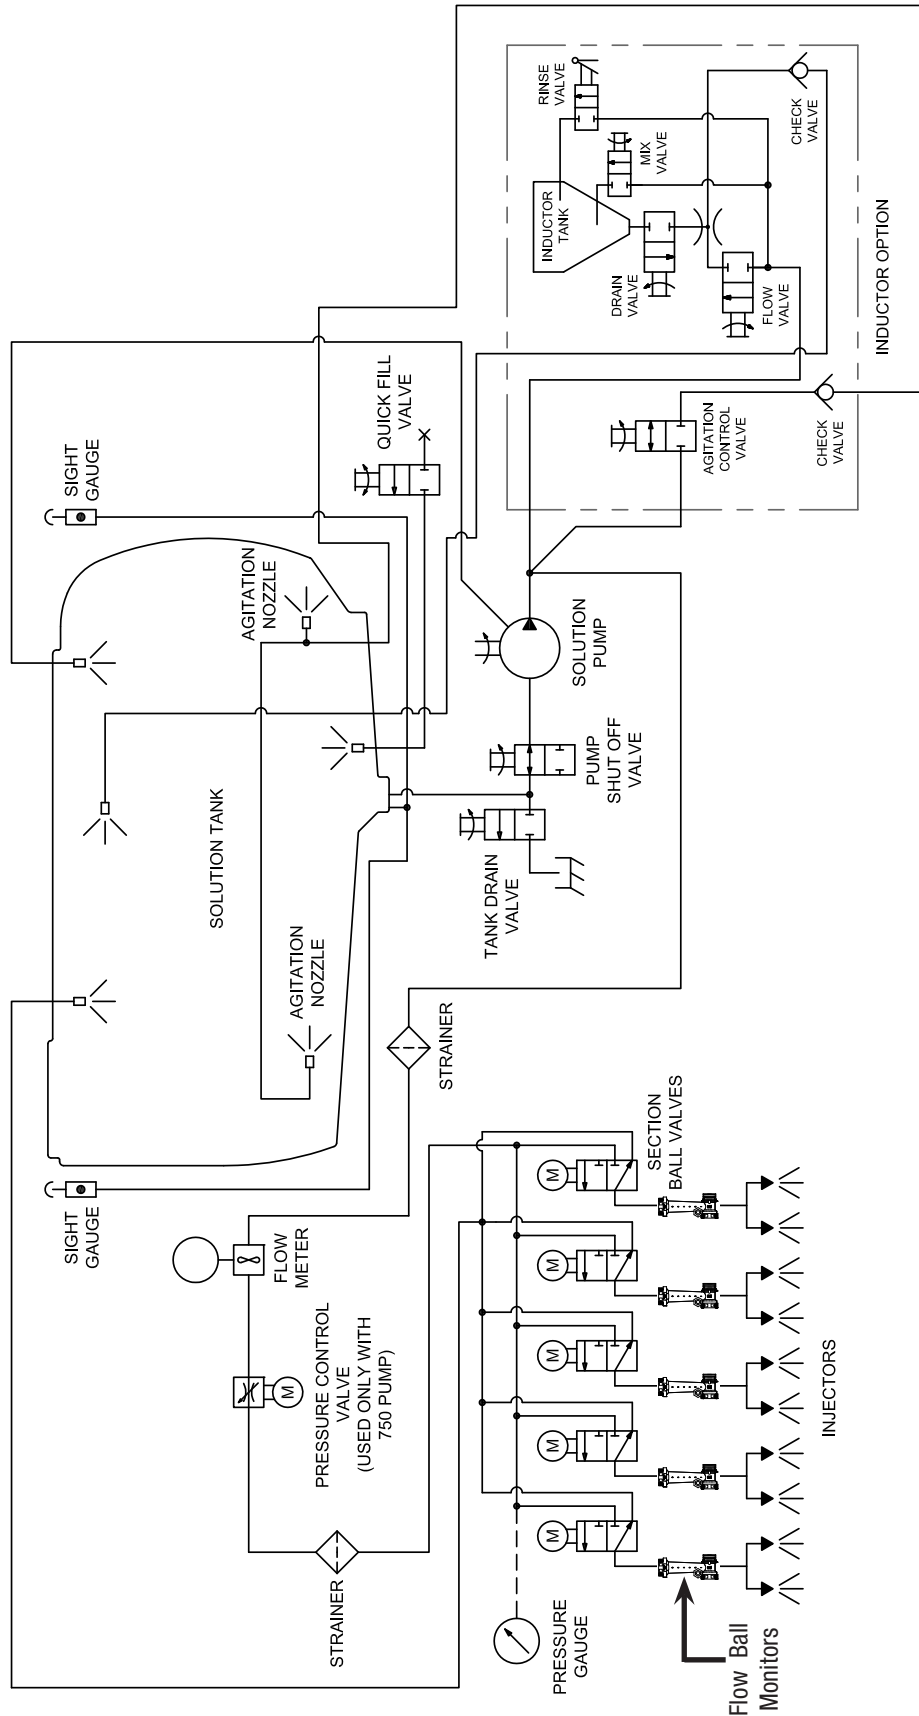 RINSE
VALVE
MIX
VALVE
CHECK
VALVE
INDUCTOR
TANK
DRAIN
VALVE
FLOW
VALVE
INDUCTOR OPTION
QUICK FILL
VALVE
AGITATION
CONTROL
VALVE
CHECK
VALVE
SIGHT
GAUGE
AGITATION
NOZZLE
SOLUTION
PUMP
PUMP
SHUT OFF
VALVE
SOLUTION TANK
TANK DRAIN
VALVE
AGITATION
NOZZLE
STRAINER
SIGHT
GAUGE
FLOW
METER
M
PRESSURE CONTROL
VALVE
(USED ONLY WITH
750 PUMP)
STRAINER
SECTION
BALL VALVES
M
M
M
M
M
INJECTORS
PRESSURE
GAUGE
Flow Ball
Monitors